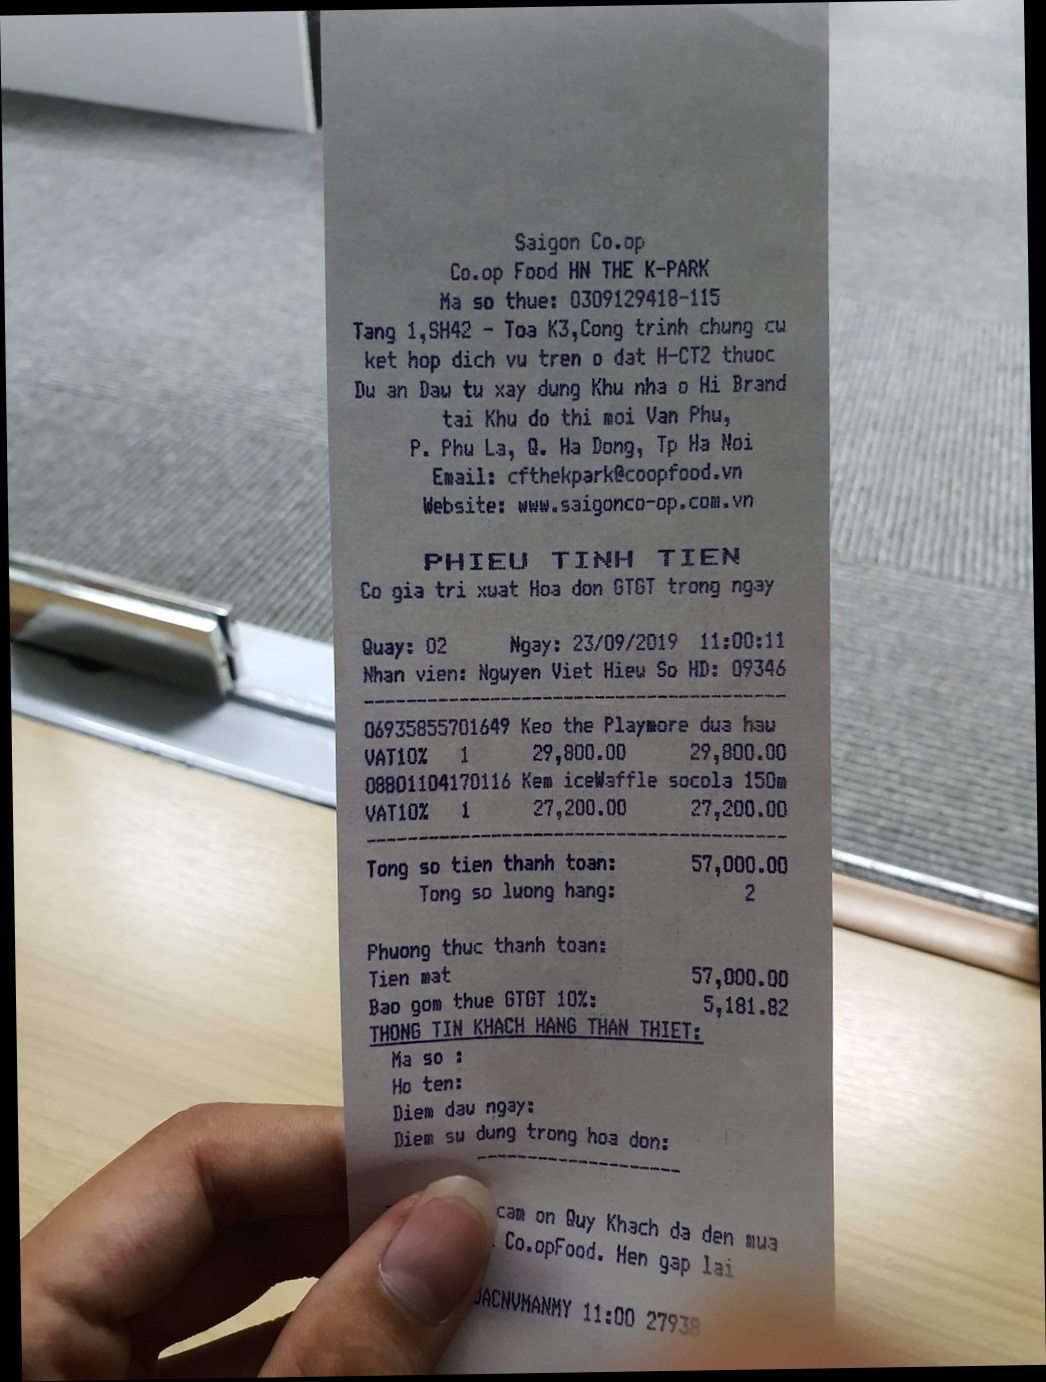 Saigon Co.op
Co.op Food HN THE K-PARK
Ma so thue: 0309129418-115
Tang 1,SH42 - Toa K3,Cong trinh chung cu
ket hop dich vu tren o dat H-CT2 thuoc
Du an Dau tu xay dung Khu nha o Hi Brand
tai Khu do thi moi Van Phu,
P. Phu La, Q. Ha Dong, Tp Ha Noi
Email: cfthekpark@coopfood.vn
Website: www.saigonco-op.com.vn
PHIEU TINH TIEN
Co gia tri xuat Hoa don GTGT trong ngay
Quay: 02 Ngay: 23/09/2019 11:00:11
Nhan vien: Nguyen Viet Hieu So HD: 09346
06935855701649 Keo the Playmore dua hau
VAT10% 1 29,800.00 29,800.00
08801104170116 Kem iceWaffle socola 150m
VAT10% 1 27,200.00 27,200.00
Tong so tien thanh toan: 57,000.00
Tong so luong hang: 2
Phuong thuc thanh toan:
Tien mat 57,000.00
Bao gom thue GTGT 10%: 5,181.82
THONG TIN KHACH HANG THAN THIET:
Ma so :
Ho ten:
Diem dau ngay:
Diem su dung trong hoa don:
cam on Quy Khach da den mua
Co.opFood. Hen gap lai
11:00 27938